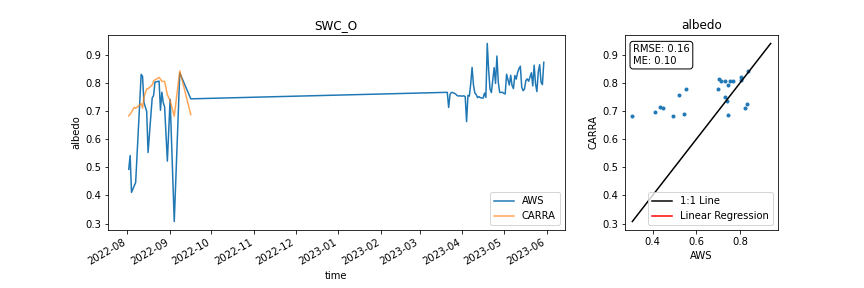 SWC_O
albedo
0.9
0.8
0.7
0.6
0.5
0.4
0.3
albedo
AWS
CARRA
2022-08
2022-09
2022-10
2022-11
2022-12
2023-01
2023-02
2023-03
2023-04
2023-05
2023-06
time
albedo
RMSE: 0.16
ME: 0.10
0.9
0.8
0.7
0.6
0.5
0.4
0.3
CARRA
1:1 Line
Linear Regression
0.4
0.6
0.8
AWS